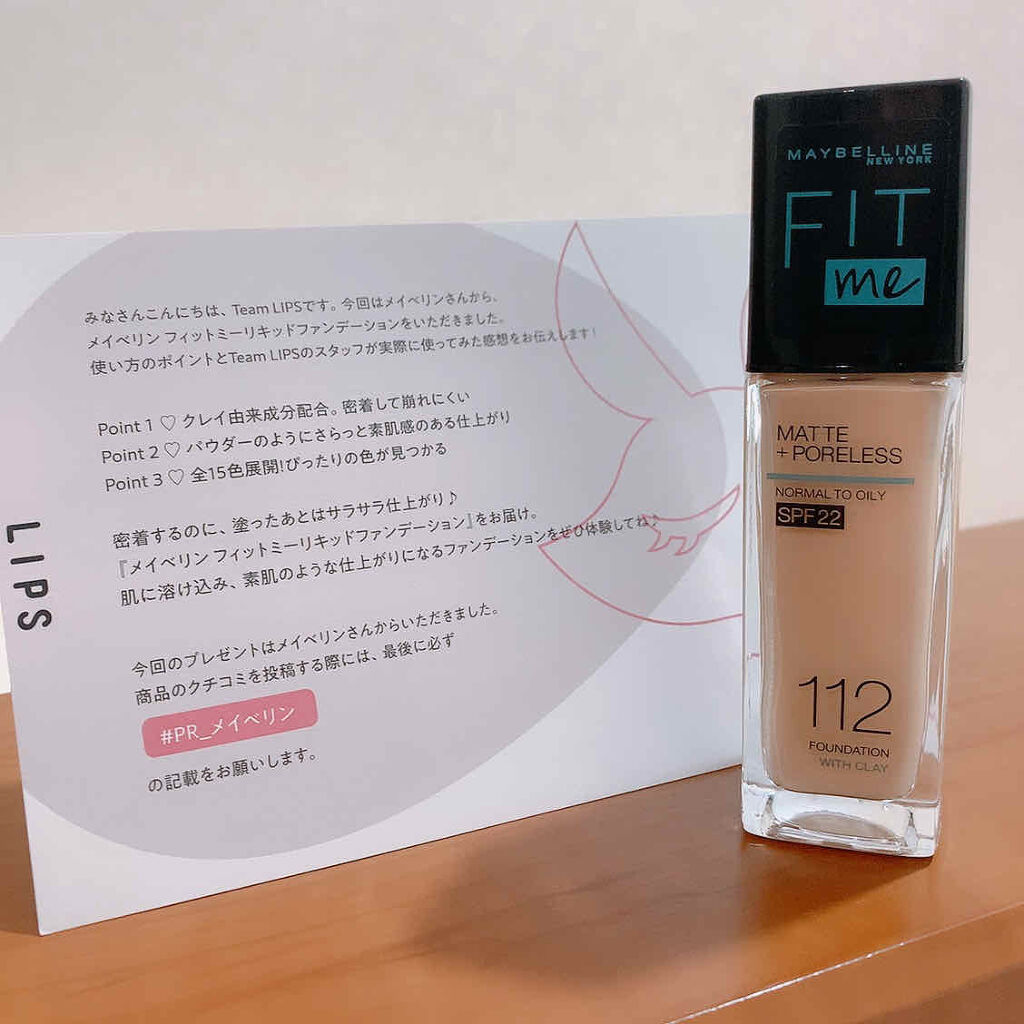 みなさんこんにちは、Team LIPSです。今回はメイベリンさんから、
メイベリン フィットミーリキッドファンデーションをいただきました。
使い方のポイントとTeam LIPSのスタッフが実際に使ってみた感想をお伝えします!
Point 1 ♡ クレイ由来成分配合。密着して崩れにくい
Point 2 ♡ パウダーのようにさらっと素肌感のある仕上がり
Point 3 ♡ 全15色展開!ぴったりの色が見つかる
密着するのに、塗ったあとはサラサラ仕上がり♪
『メイベリン フィットミーリキッドファンデーション』をお届け。
肌に溶け込み、素肌のような仕上がりになるファンデーションをぜひ体験してね♪
今回のプレゼントはメイベリンさんからいただきました。
商品のクチコミを投稿する際には、最後に必ず
#PR_メイベリン
の記載をお願いします。
LIPS
MAYBELLINE
NEW YORK
FIT
me
MATTE
+ PORELESS
NORMAL TO OILY
SPF 22
112
FOUNDATION
WITH CLAY